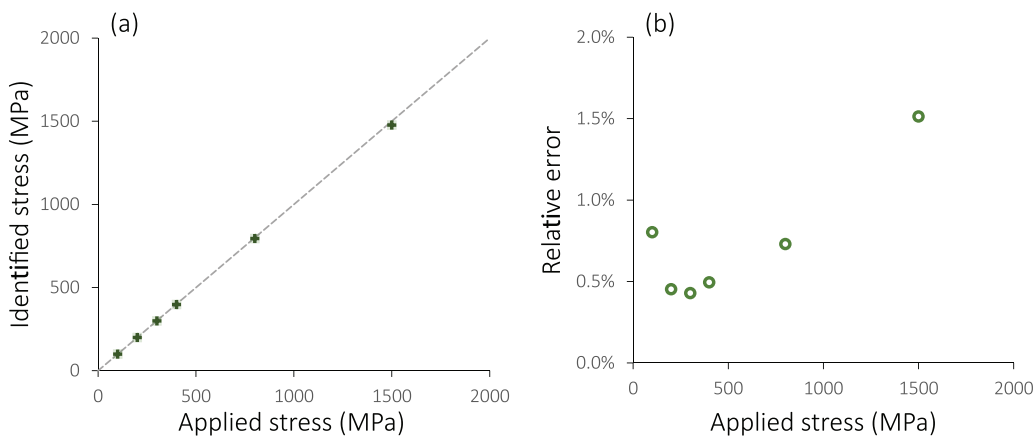 (a)
Identified stress (MPa)
2000
1500
1000
500
0
0 500 1000 1500 2000
Applied stress (MPa)
(b)
Relative error
2.0%
1.5%
1.0%
0.5%
0.0%
0 500 1000 1500 2000
Applied stress (MPa)